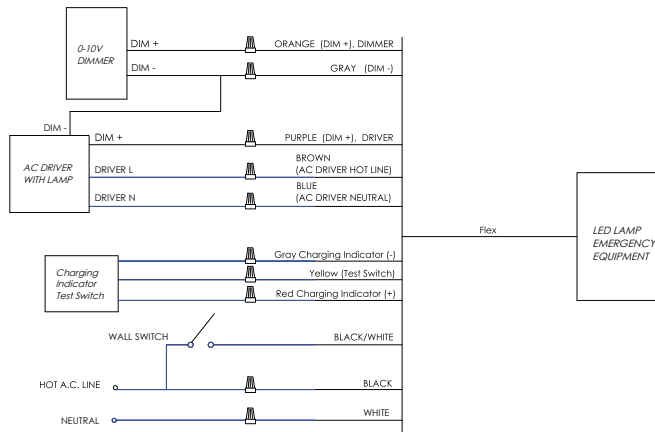 0-10V
DIMMER
DIM +
ORANGE (DIM +), DIMMER
DIM -
GRAY (DIM -)
DIM -
AC DRIVER
WITH LAMP
DIM +
PURPLE (DIM +), DRIVER
DRIVER L
BROWN
(AC DRIVER HOT LINE)
DRIVER N
BLUE
(AC DRIVER NEUTRAL)
Flex
LED LAMP
EMERGENCY
EQUIPMENT
Charging
Indicator
Test Switch
Gray Charging Indicator (-)
Yellow (Test Switch)
Red Charging Indicator (+)
WALL SWITCH
BLACK/WHITE
HOT A.C. LINE
BLACK
NEUTRAL
WHITE